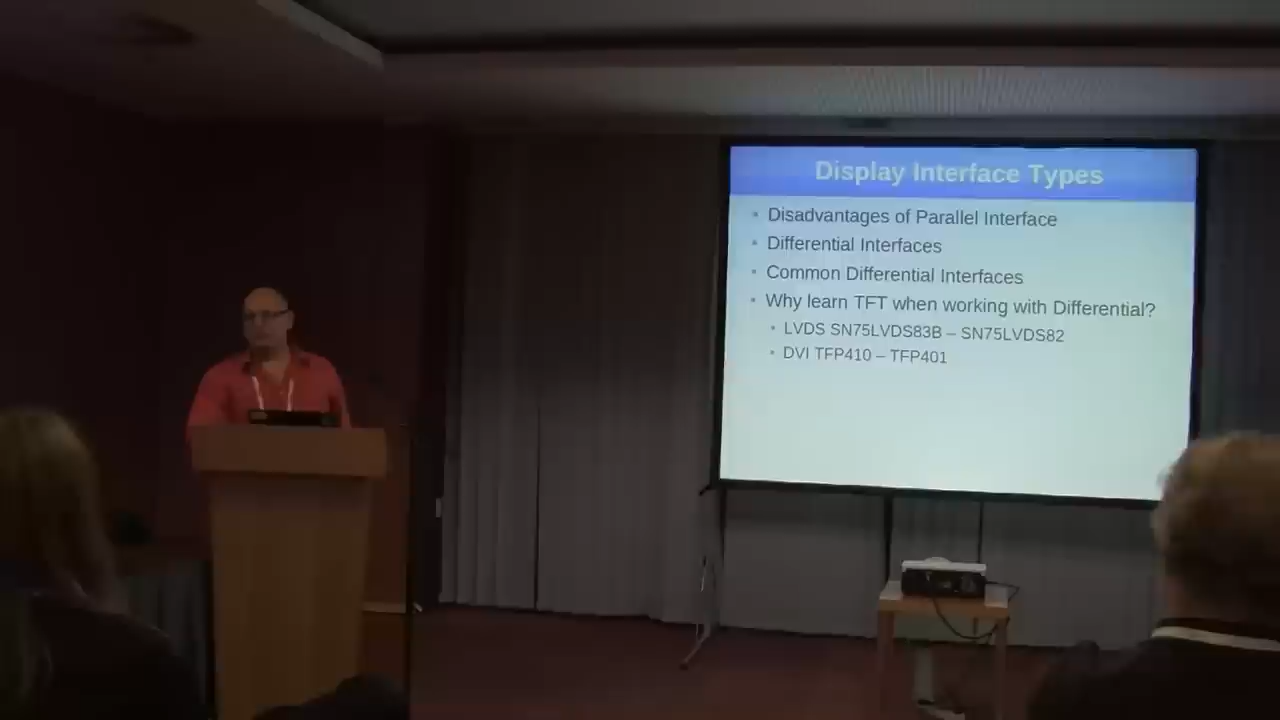 Display Interface Types
Disadvantages of Parallel Interface
Differential Interfaces
Common Differential Interfaces
Why learn TFT when working with Differential?
LVDS SN75LVDS83B – SN75LVDS82
DVI TFP410 – TFP401